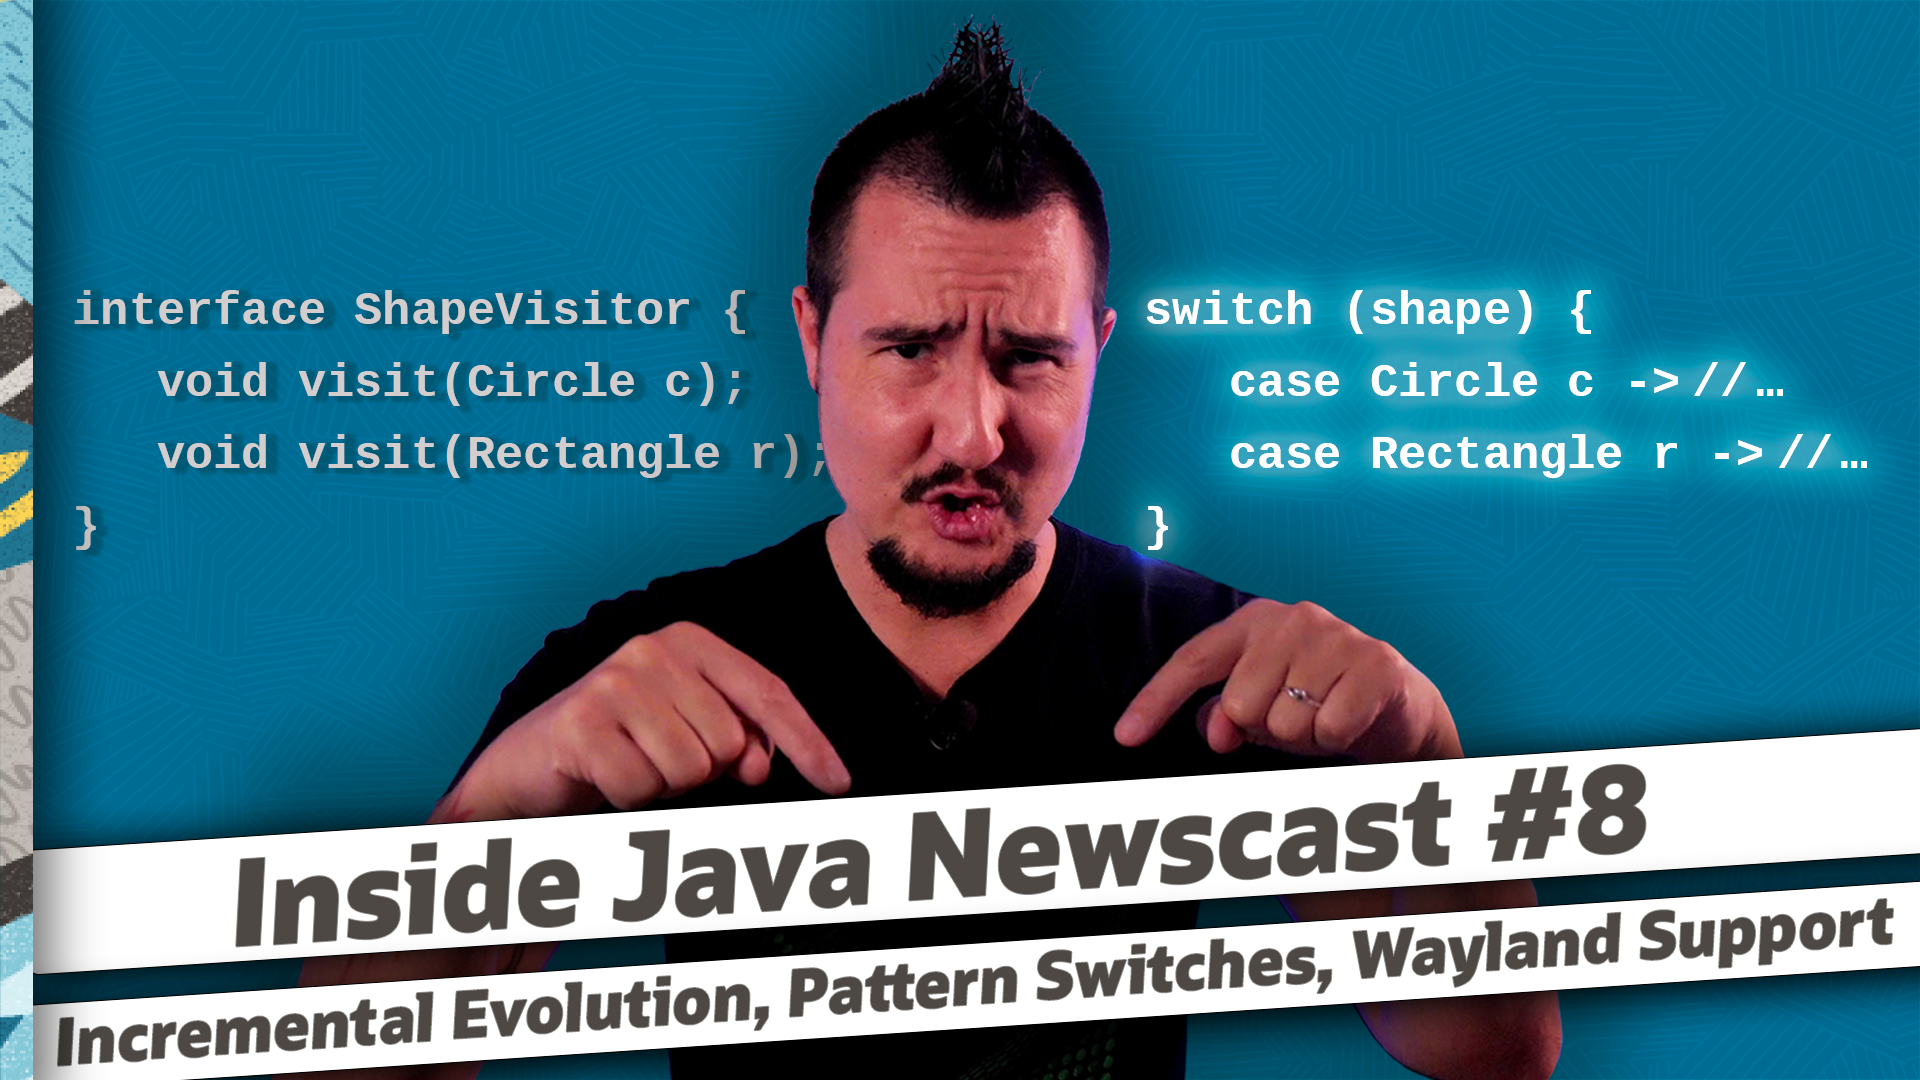 interface ShapeVisitor {
void visit(Circle c);
void visit(Rectangle r);
}
switch (shape) {
case Circle c -> // …
case Rectangle r -> // …
}
Inside Java Newscast #8
Incremental Evolution, Pattern Switches, Wayland Support